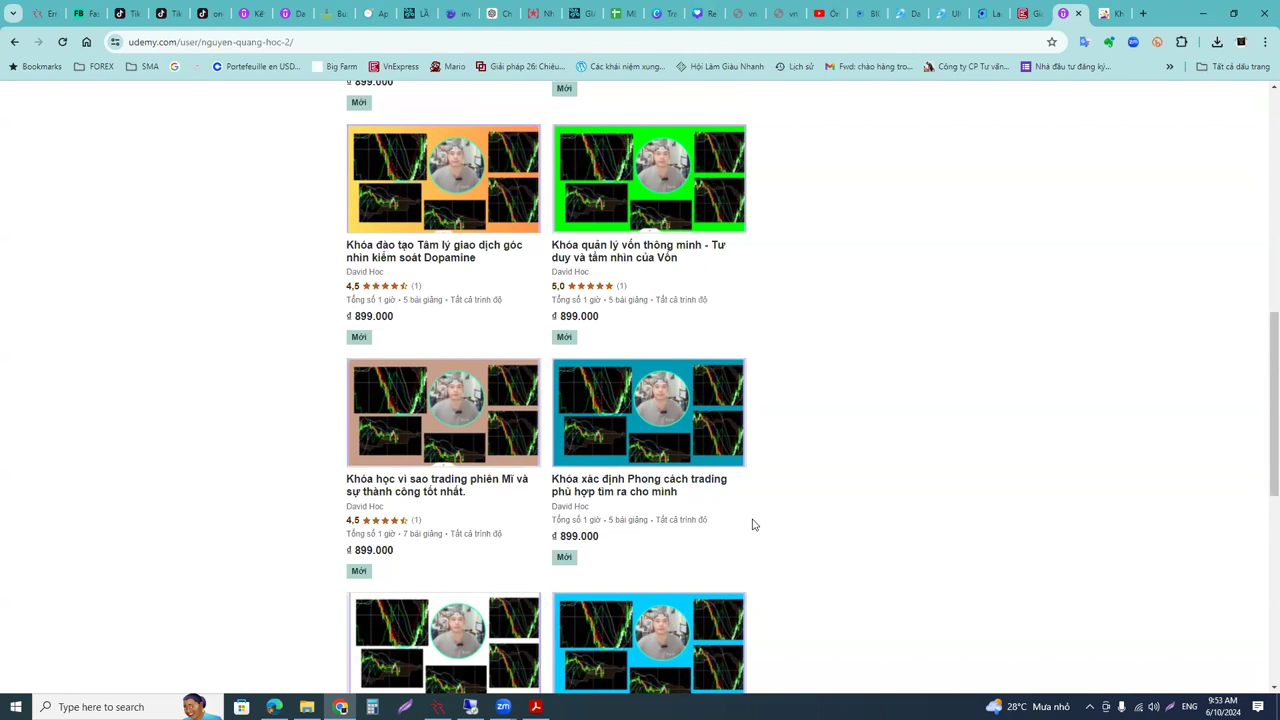 Fa
Tik
Tik
on
Ké
Da
udemy.com/user/nguyen-quang-hoc-2/
Bookmarks
FOREX
SMA
Portefeuille en USD...
Big Farm
VnExpress
Mario
Giải pháp 26: Chiêu...
Các khái niệm xung...
Hội Làm Giàu Nhanh
Lịch sử
Fwd: chào hàng tro...
Công ty CP Tư vấn...
Nhà đầu tư đăng ký...
»
Tất cả dấu trang
₫ 899.000
Mới
Mới
Khóa đào tạo Tâm lý giao dịch góc
nhìn kiểm soát Dopamine
David Hoc
4,5 (1)
Tổng số 1 giờ • 5 bài giảng • Tất cả trình độ
₫ 899.000
Mới
Khóa quản lý vốn thông minh - Tư
duy và tầm nhìn của Vốn
David Hoc
5,0 (1)
Tổng số 1 giờ • 5 bài giảng • Tất cả trình độ
₫ 899.000
Mới
Khóa học vì sao trading phiên Mĩ và
sự thành công tốt nhất.
David Hoc
4,5 (1)
Tổng số 1 giờ • 7 bài giảng • Tất cả trình độ
₫ 899.000
Mới
Khóa xác định Phong cách trading
phù hợp tìm ra cho mình
David Hoc
Tổng số 1 giờ • 5 bài giảng • Tất cả trình độ
₫ 899.000
Mới
Type here to search
zm
28°C Mưa nhỏ
ENG
9:53 AM
6/10/2024